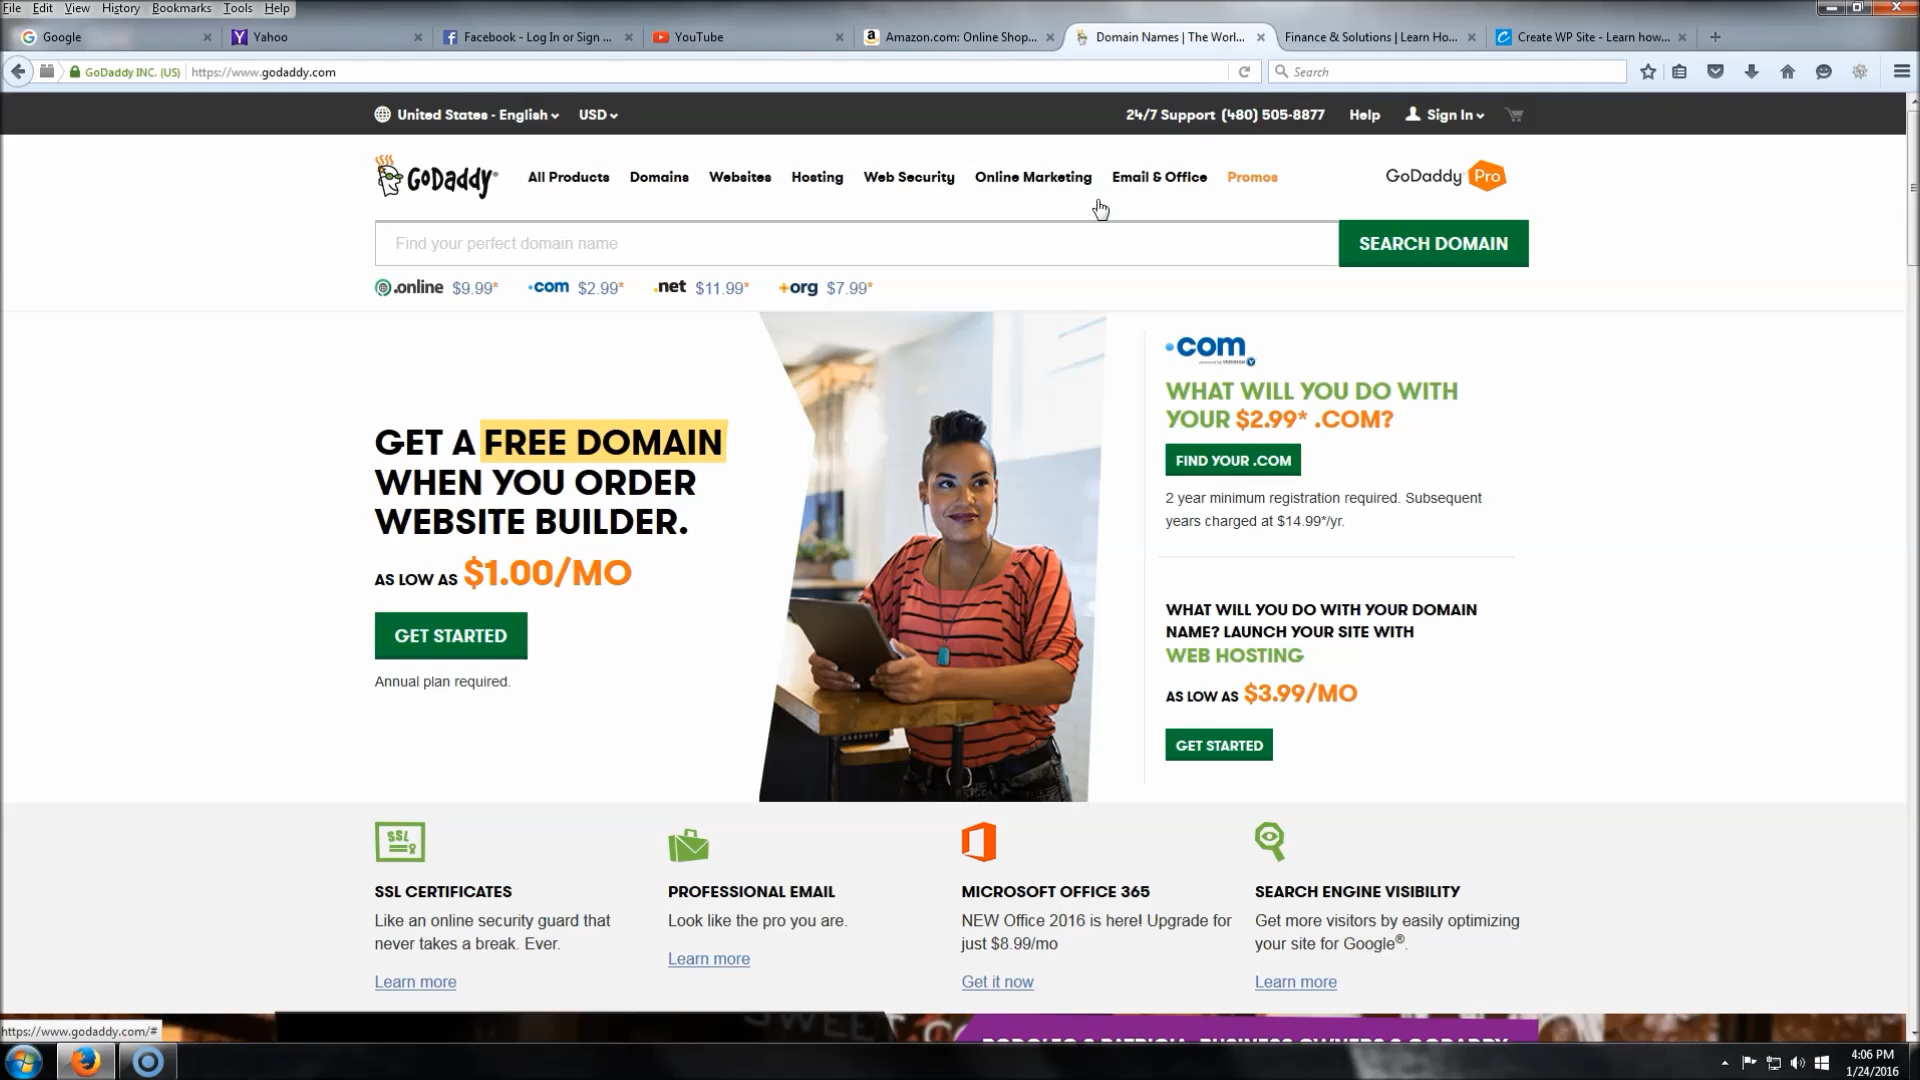 File Edit View History Bookmarks Tools Help
Google
Yahoo
Facebook - Log In or Sign ...
YouTube
Amazon.com: Online Shop...
Domain Names | The Worl...
Finance & Solutions | Learn Ho...
Create WP Site - Learn how...
GoDaddy INC. (US)
https://www.godaddy.com
Search
United States - English
USD
24/7 Support (480) 505-8877
Help
Sign In
GoDaddy
All Products Domains Websites Hosting Web Security Online Marketing Email & Office Promos
GoDaddy Pro
Find your perfect domain name
SEARCH DOMAIN
.online $9.99* .com $2.99* .net $11.99* +org $7.99*
GET A FREE DOMAIN
WHEN YOU ORDER
WEBSITE BUILDER.
AS LOW AS $1.00/MO
GET STARTED
Annual plan required.
.com
WHAT WILL YOU DO WITH
YOUR $2.99* .COM?
FIND YOUR .COM
2 year minimum registration required. Subsequent
years charged at $14.99*/yr.
WHAT WILL YOU DO WITH YOUR DOMAIN
NAME? LAUNCH YOUR SITE WITH
WEB HOSTING
AS LOW AS $3.99/MO
GET STARTED
SSL
SSL CERTIFICATES
Like an online security guard that
never takes a break. Ever.
Learn more
PROFESSIONAL EMAIL
Look like the pro you are.
Learn more
MICROSOFT OFFICE 365
NEW Office 2016 is here! Upgrade for
just $8.99/mo
Get it now
SEARCH ENGINE VISIBILITY
Get more visitors by easily optimizing
your site for Google®.
Learn more
https://www.godaddy.com/#
SWEET
4:06 PM
1/24/2016